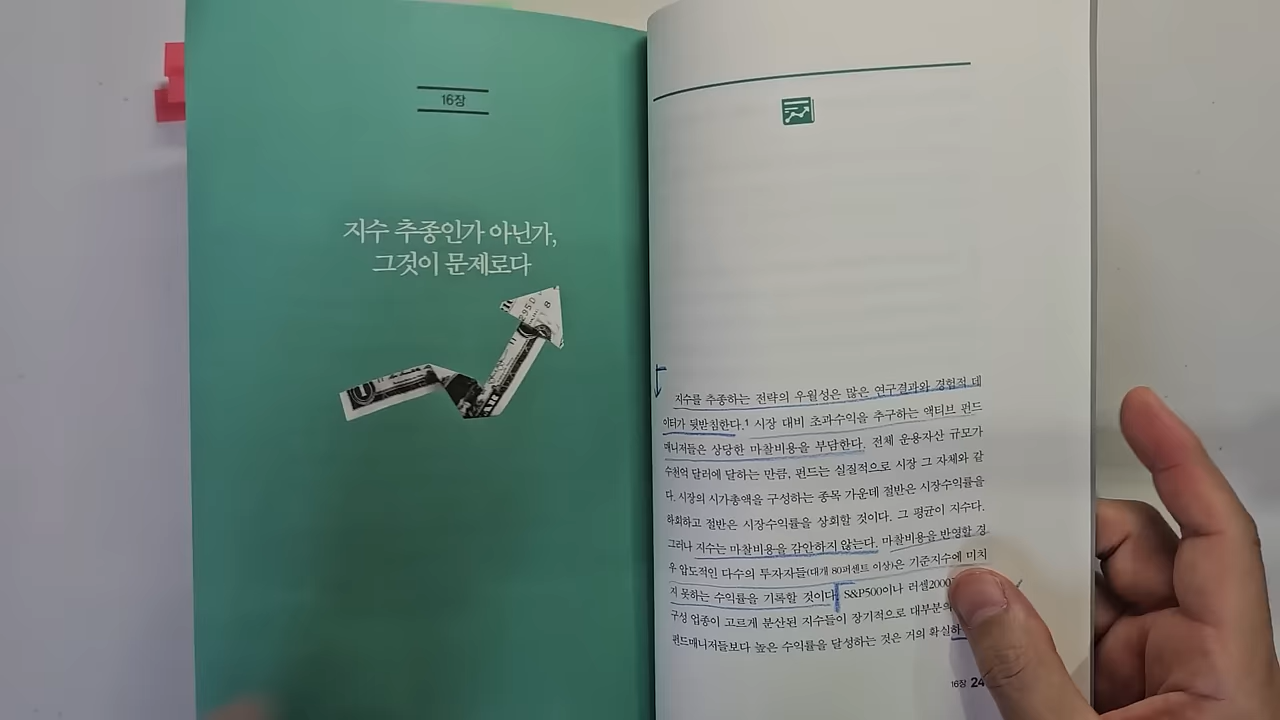 16장
지수 추종인가 아닌가,
그것이 문제로다
지수를 추종하는 전략의 우월성은 많은 연구결과와 경험적 데
이터가 뒷받침한다.¹ 시장 대비 초과수익을 추구하는 액티브 펀드
매니저들은 상당한 마찰비용을 부담한다. 전체 운용자산 규모가
수천억 달러에 달하는 만큼, 펀드는 실질적으로 시장 그 자체와 같
다. 시장의 시가총액을 구성하는 종목 가운데 절반은 시장수익률을
하회하고 절반은 시장수익률을 상회할 것이다. 그 평균이 지수다.
그러나 지수는 마찰비용을 감안하지 않는다. 마찰비용을 반영할 경
우 압도적인 다수의 투자자들(대개 80퍼센트 이상)은 기준지수에 미치
지 못하는 수익률을 기록할 것이다. S&P500이나 러셀2000
구성 업종이 고르게 분산된 지수들이 장기적으로 대부분의
펀드매니저들보다 높은 수익률을 달성하는 것은 거의 확실하
16장 24